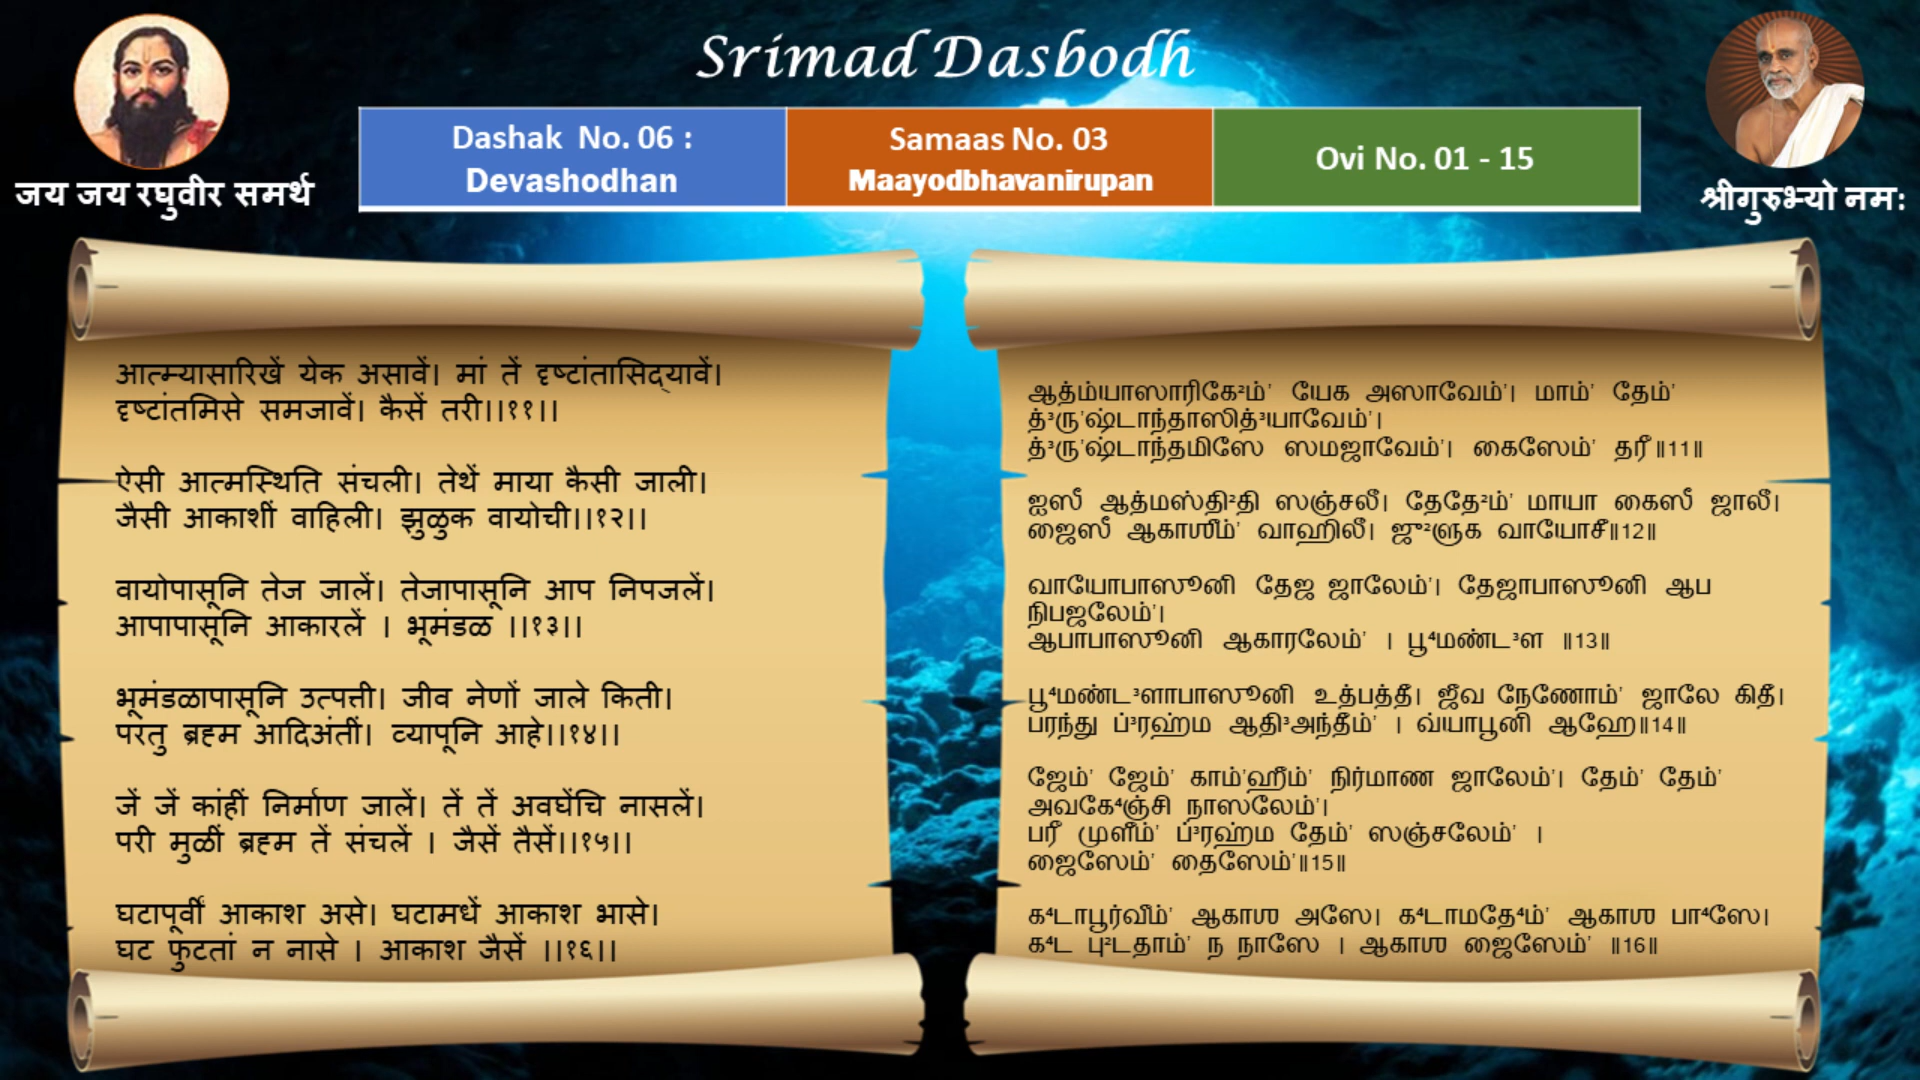 Srimad Dasbodh
Dashak No. 06 :
Devashodhan
Samaas No. 03
Maayodbhavanirupan
Ovi No. 01 - 15
जय जय रघुवीर समर्थ
श्रीगुरुभ्यो नमः
आत्म्यासारिखें येक असावें। मां तें दृष्टांतासिद्यावें।
दृष्टांतमिसे समजावें। कैसें तरी।।११।।
ऐसी आत्मस्थिति संचली। तेथें माया कैसी जाली।
जैसी आकाशीं वाहिली। झुळुक वायोची।।१२।।
वायोपासूनि तेज जालें। तेजापासूनि आप निपजलें।
आपापासूनि आकारलें । भूमंडळ ।।१३।।
भूमंडळापासूनि उत्पत्ती। जीव नेणों जाले किती।
परंतु ब्रह्म आदिअंतीं। व्यापूनि आहे।।१४।।
जें जें कांहीं निर्माण जालें। तें तें अवघेंचि नासलें।
परी मुळीं ब्रह्म तें संचलें । जैसें तैसें।।१५।।
घटापूर्वीं आकाश असे। घटामधें आकाश भासे।
घट फुटतां न नासे । आकाश जैसें ।।१६।।
ஆத்ம்யாஸாரிகே²ம்ʼ யேக அஸாவேம்ʼ। மாம்ʼ தேம்ʼ
த்³ருʼஷ்டாந்தாஸித்³யாவேம்ʼ।
த்³ருʼஷ்டாந்தமிஸே ஸமஜாவேம்ʼ। கைஸேம்ʼ தரீ॥11॥
ஐஸீ ஆத்மஸ்தி²தி ஸஞ்சலீ। தேதே²ம்ʼ மாயா கைஸீ ஜாலீ।
ஜைஸீ ஆகாஶீம்ʼ வாஹிலீ। ஜு²ளுக வாயோசீ॥12॥
வாயோபாஸூனி தேஜ ஜாலேம்ʼ। தேஜாபாஸூனி ஆப
நிபஜலேம்ʼ।
ஆபாபாஸூனி ஆகாரலேம்ʼ । பூ⁴மண்ட³ள ॥13॥
பூ⁴மண்ட³ளாபாஸூனி உத்பத்தீ। ஜீவ நேணோம்ʼ ஜாலே கிதீ।
பரந்து ப்³ரஹ்ம ஆதி³அந்தீம்ʼ । வ்யாபூனி ஆஹே॥14॥
ஜேம்ʼ ஜேம்ʼ காம்ʼஹீம்ʼ நிர்மாண ஜாலேம்ʼ। தேம்ʼ தேம்ʼ
அவகே⁴ஞ்சி நாஸலேம்ʼ।
பரீ முளீம்ʼ ப்³ரஹ்ம தேம்ʼ ஸஞ்சலேம்ʼ ।
ஜைஸேம்ʼ தைஸேம்ʼ॥15॥
க⁴டாபூர்வீம்ʼ ஆகாஶ அஸே। க⁴டாமதே⁴ம்ʼ ஆகாஶ பா⁴ஸே।
க⁴ட பு²டதாம்ʼ ந நாஸே । ஆகாஶ ஜைஸேம்ʼ ॥16॥